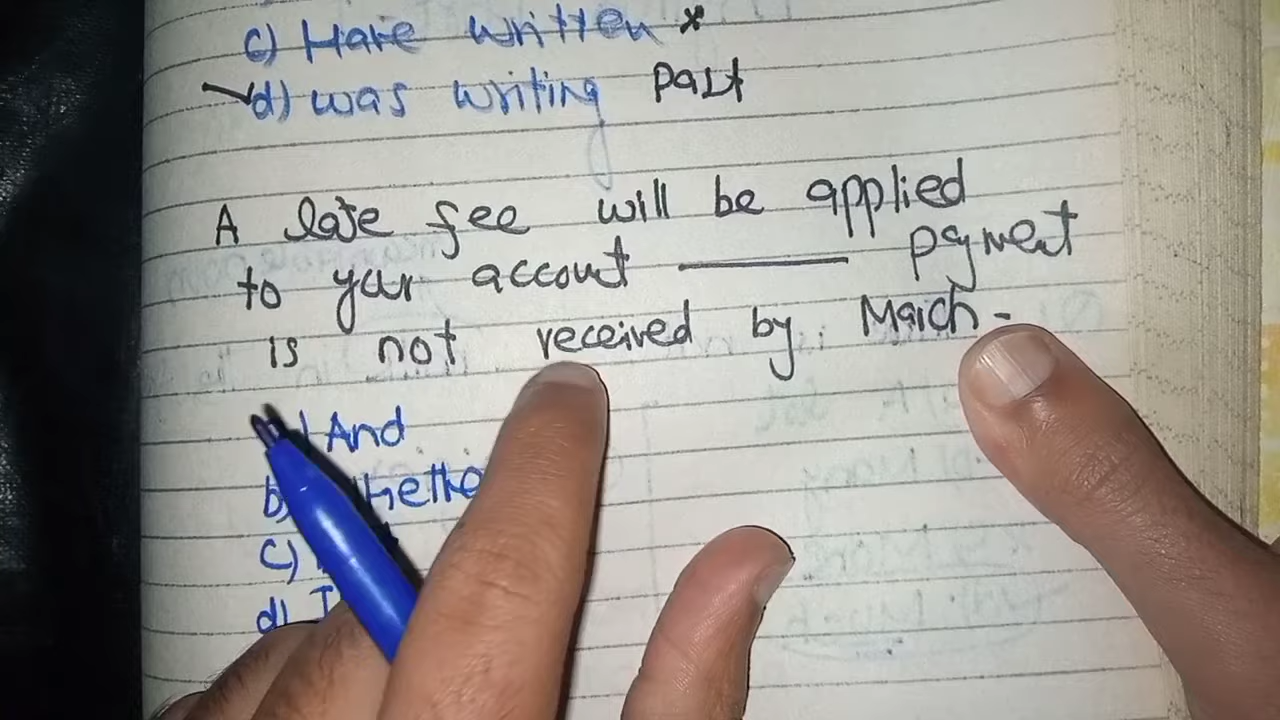 c) Have written x
d) was writing Past
A late fee will be applied
to your account ——— payment
is not received by March -
And
b)
c)
d)